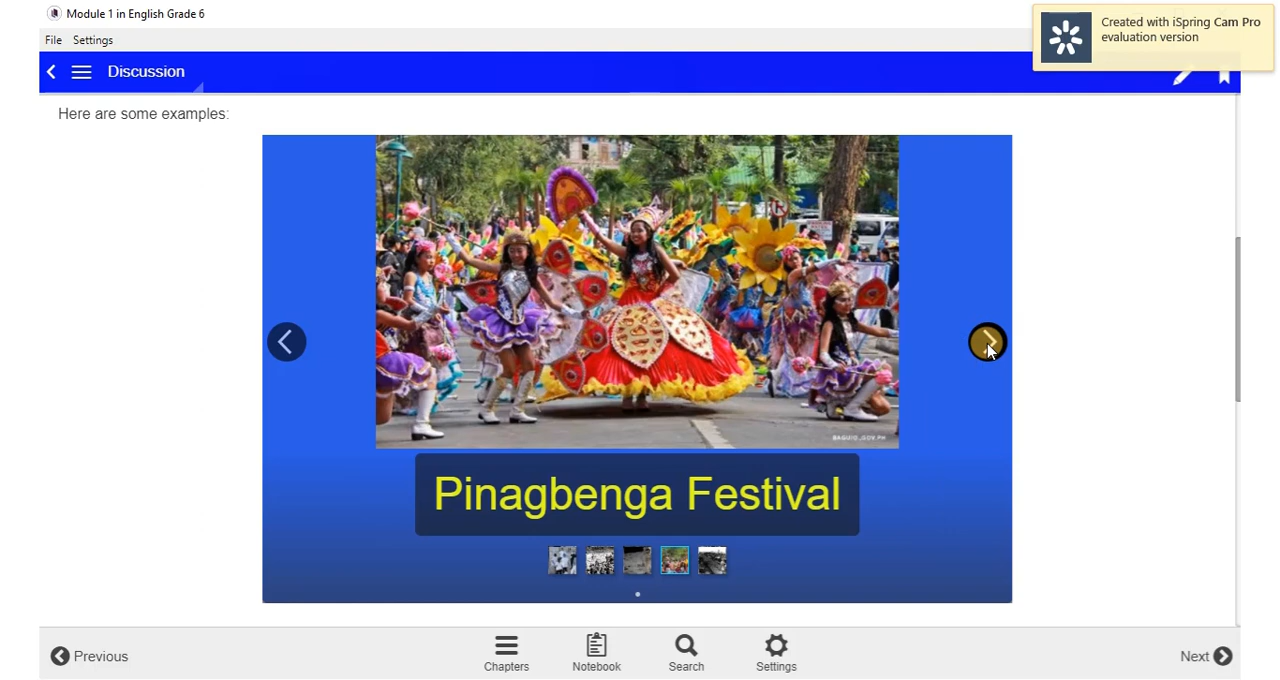 Module 1 in English Grade 6
Created with iSpring Cam Pro
evaluation version
File Settings
Discussion
Here are some examples:
BAGUIO.GOV.PH
Pinagbenga Festival
Previous
Chapters
Notebook
Search
Settings
Next